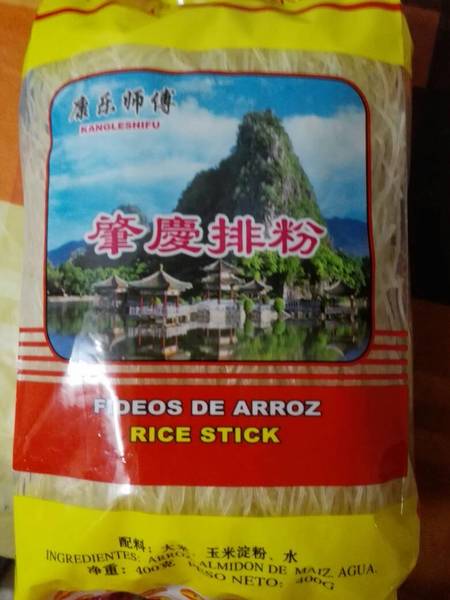 康乐师傅
KANGLESHIFU
肇慶排粉
FIDEOS DE ARROZ
RICE STICK
配料：大米、玉米淀粉、水
INGREDIENTES: ARROZ, ALMIDON DE MAIZ, AGUA.
净重：400克 PESO NETO: 400G